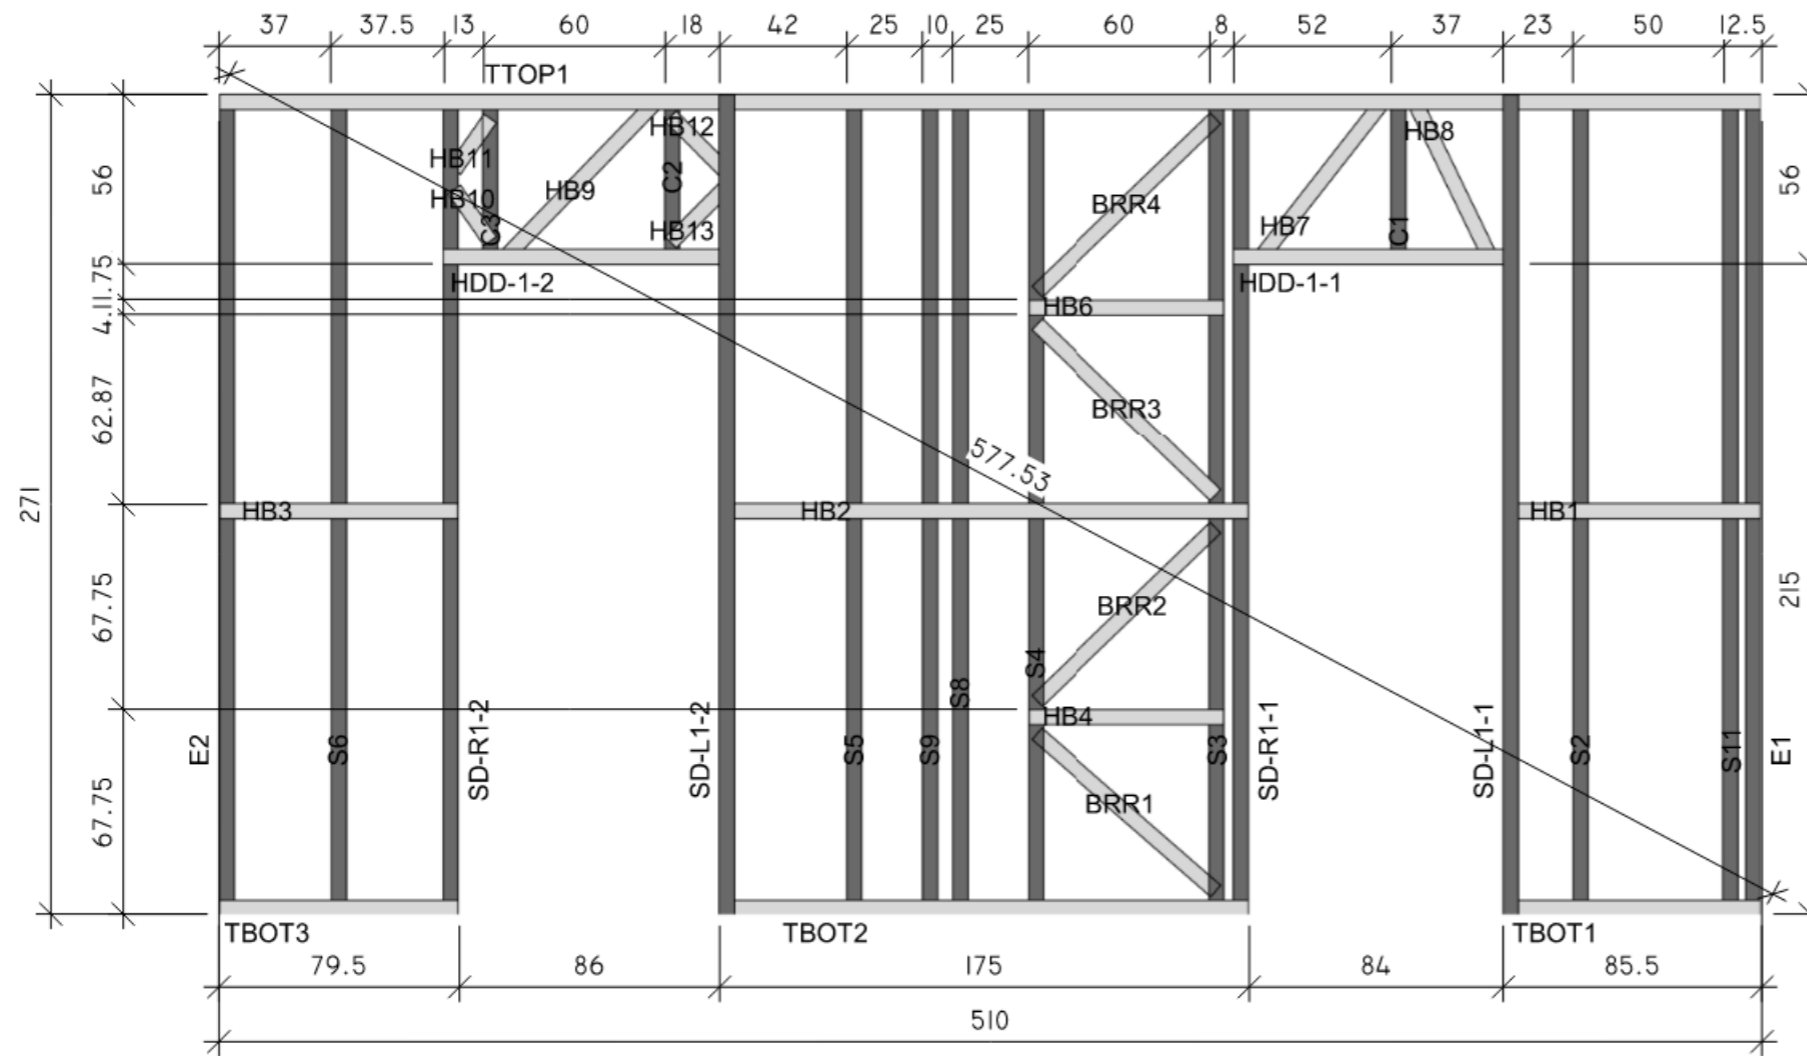 37 37.5 13 60 18 42 25 10 25 60 8 52 37 23 50 12.5
TTOP1
HB12
HB8
HB11
56
C2
56
HB9
HB10
BRR4
C3
HB7
C1
HB13
HDD-1-2
HDD-1-1
4.11.75
HB6
62.87
BRR3
577.53
271
HB3
HB2
HB1
67.75
BRR2
215
S4
S8
HB4
E2
S6
SD-R1-2
SD-L1-2
S5
S9
S3
SD-R1-1
SD-L1-1
S2
S11
E1
67.75
BRR1
TBOT3
TBOT2
TBOT1
79.5 86 175 84 85.5
510